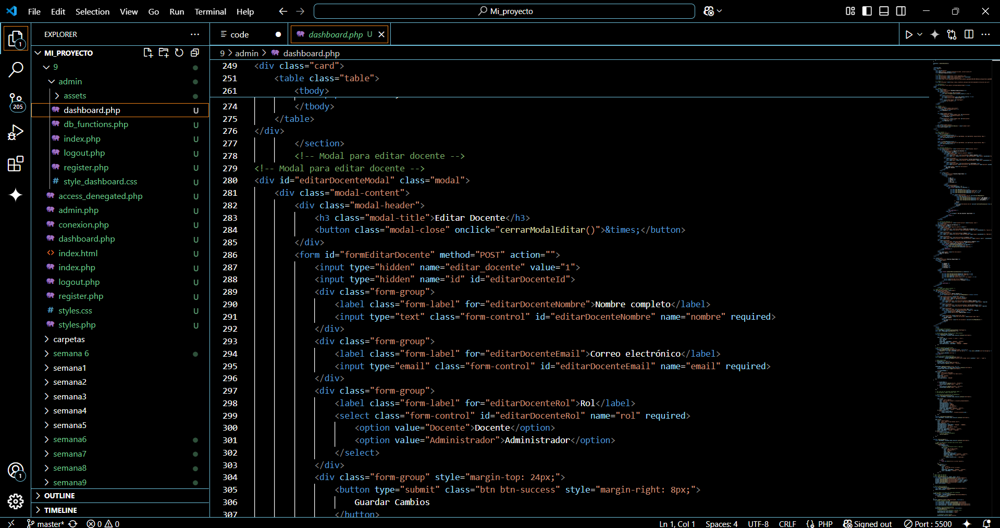 File Edit Selection View Go Run Terminal Help
Mi_proyecto
EXPLORER
code
dashboard.php U
1
MI_PROYECTO
9 > admin > dashboard.php
9
admin
assets
dashboard.php U
db_functions.php U
index.php U
logout.php U
register.php U
style_dashboard.css U
access_denegated.php U
admin.php U
conexion.php U
dashboard.php U
index.html U
index.php U
logout.php U
register.php U
styles.css U
styles.php U
carpetas
semana 6
semana1
semana2
semana3
semana4
semana5
semana6
semana7
semana8
semana9
OUTLINE
TIMELINE
205
1
249 <div class="card">
251 <table class="table">
261 <tbody>
274 </tbody>
275 </table>
276 </div>
277 </section>
278 <!-- Modal para editar docente -->
279 <!-- Modal para editar docente -->
280 <div id="editarDocenteModal" class="modal">
281 <div class="modal-content">
282 <div class="modal-header">
283 <h3 class="modal-title">Editar Docente</h3>
284 <button class="modal-close" onclick="cerrarModalEditar()">&times;</button>
285 </div>
286 <form id="formEditarDocente" method="POST" action="">
287 <input type="hidden" name="editar_docente" value="1">
288 <input type="hidden" name="id" id="editarDocenteId">
289 <div class="form-group">
290 <label class="form-label" for="editarDocenteNombre">Nombre completo</label>
291 <input type="text" class="form-control" id="editarDocenteNombre" name="nombre" required>
292 </div>
293 <div class="form-group">
294 <label class="form-label" for="editarDocenteEmail">Correo electrónico</label>
295 <input type="email" class="form-control" id="editarDocenteEmail" name="email" required>
296 </div>
297 <div class="form-group">
298 <label class="form-label" for="editarDocenteRol">Rol</label>
299 <select class="form-control" id="editarDocenteRol" name="rol" required>
300 <option value="Docente">Docente</option>
301 <option value="Administrador">Administrador</option>
302 </select>
303 </div>
304 <div class="form-group" style="margin-top: 24px;">
305 <button type="submit" class="btn btn-success" style="margin-right: 8px;">
306 Guardar Cambios
307 </button>
master* 0 0
Ln 1, Col 1 Spaces: 4 UTF-8 CRLF {} PHP Signed out Port : 5500